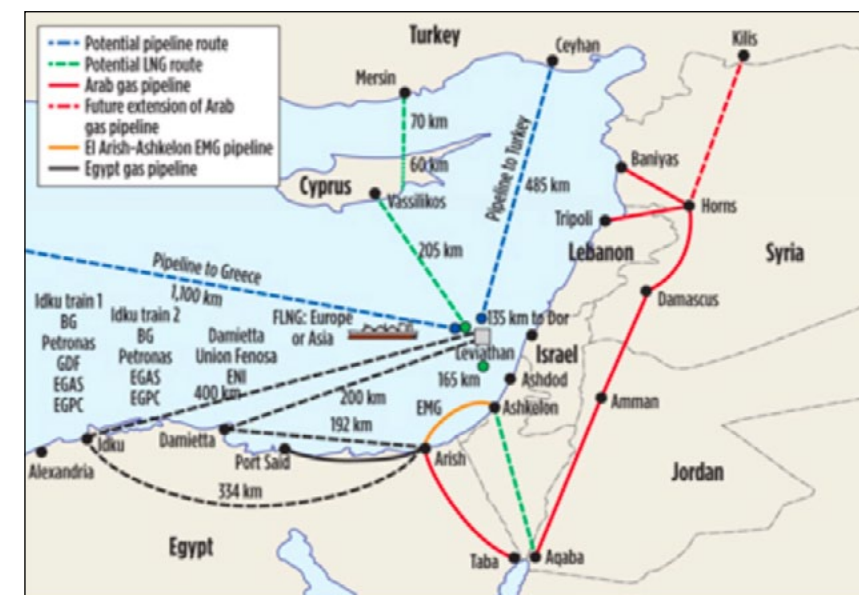 Potential pipeline route
Potential LNG route
Arab gas pipeline
Future extension of Arab
gas pipeline
El Arish-Ashkelon EMG pipeline
Egypt gas pipeline
Turkey
Ceyhan
Kilis
Mersin
70 km
60 km
Cyprus
Vassilikos
Pipeline to Turkey
485 km
Baniyas
Horns
Tripoli
Lebanon
Syria
205 km
Pipeline to Greece
1,100 km
Damascus
Idku train 1
BG
Petronas
GDF
EGAS
EGPC
Idku train 2
BG
Petronas
EGAS
EGPC
Damietta
Union Fenosa
ENI
FLNG: Europe
or Asia
135 km to Dor
Leviathan
Israel
165 km
Ashdod
400 km
200 km
192 km
EMG
Ashkelon
Amman
Idku
Damietta
Port Said
Arish
Alexandria
334 km
Jordan
Egypt
Taba
Aqaba